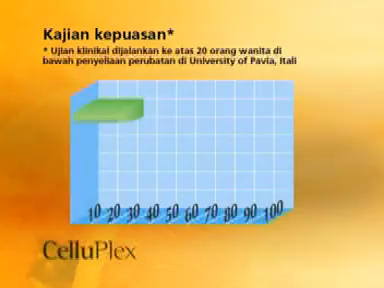 Kajian kepuasan*
* Ujian klinikal dijalankan ke atas 20 orang wanita di
bawah penyeliaan perubatan di University of Pavia, Itali
10 20 30 40 50 60 70 80 90 100
CelluPlex